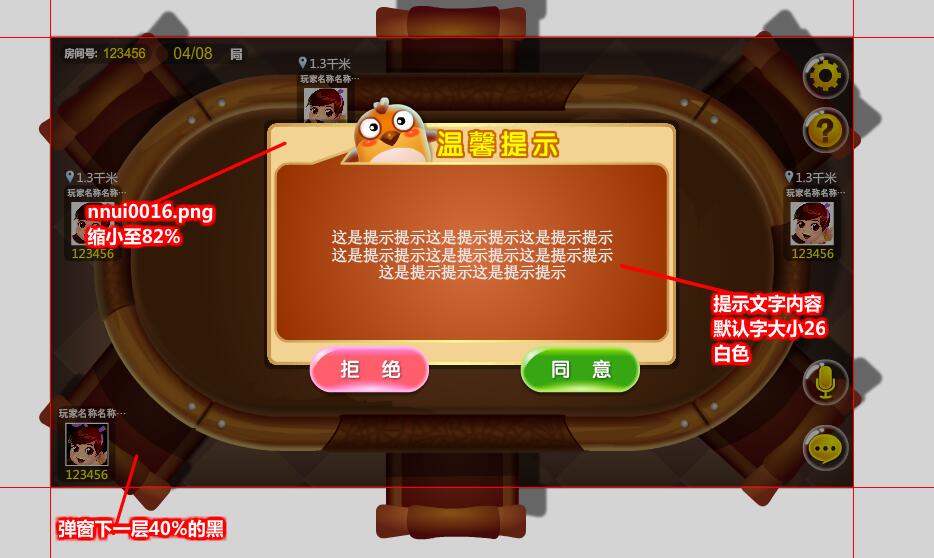 房间号: 123456 04/08 局
1.3千米
玩家名称名称…
温馨提示
1.3千米
玩家名称名称…
123456
nnui0016.png
缩小至82%
1.3千米
玩家名称名称…
123456
这是提示提示这是提示提示这是提示提示
这是提示提示这是提示提示这是提示提示
这是提示提示这是提示提示
提示文字内容
默认字大小26
白色
拒 绝
同 意
玩家名称名称…
123456
弹窗下一层40%的黑